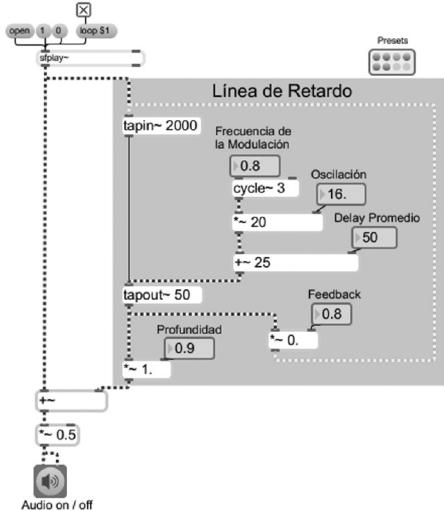 open 1 0 loop $1
sfplay~
Presets
Línea de Retardo
tapin~ 2000
Frecuencia de
la Modulación
0.8
Oscilación
cycle~ 3
16.
*~ 20
Delay Promedio
50
+~ 25
tapout~ 50
Feedback
0.8
Profundidad
0.9
*~ 0.
*~ 1.
+~
*~ 0.5
Audio on / off